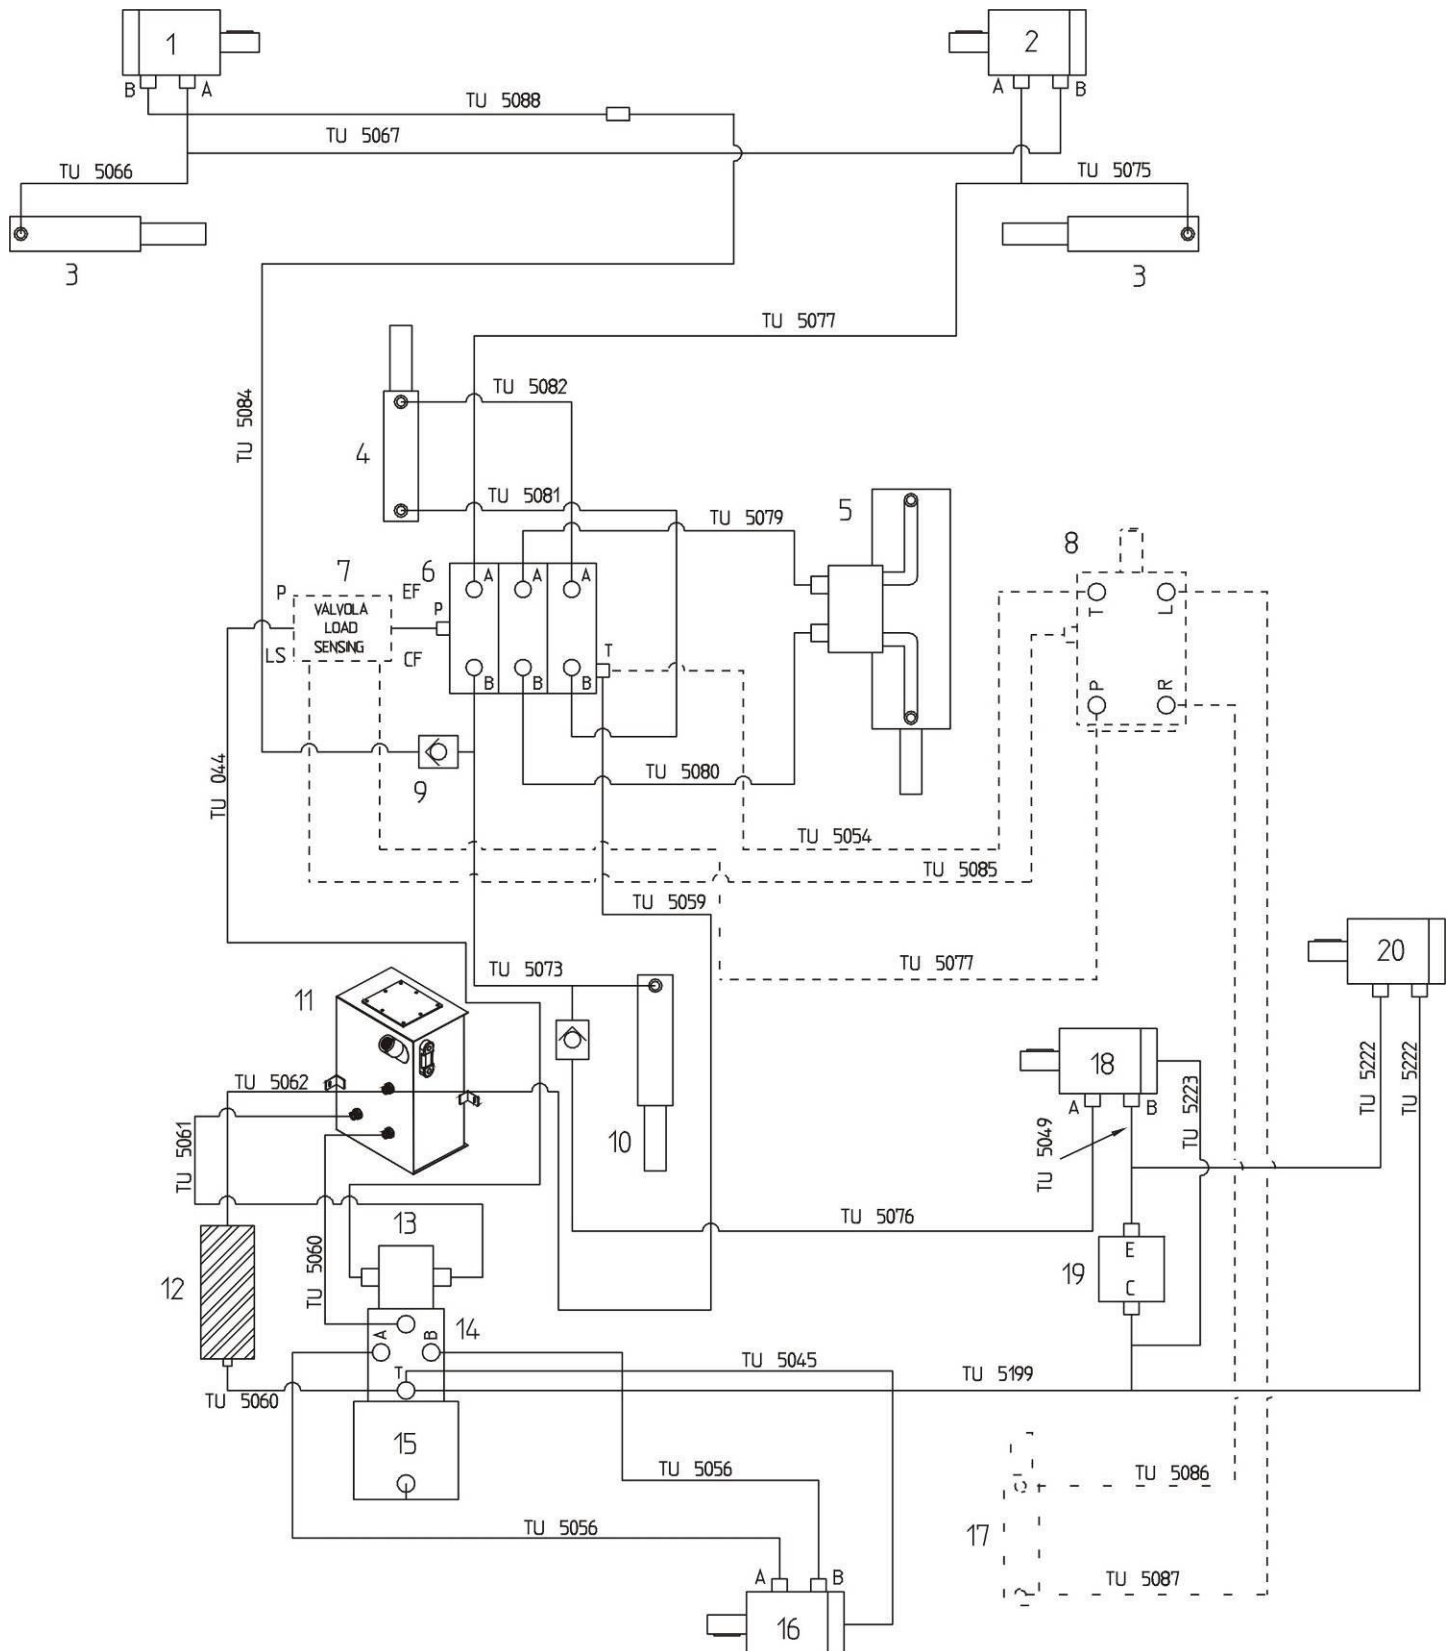 1
2
B
A
A
B
TU 5088
TU 5067
TU 5066
TU 5075
3
3
TU 5077
TU 5082
TU 5084
4
TU 5081
TU 5079
5
8
7
6
P
EF
A
A
A
VALVOLA
LOAD
SENSING
P
LS
CF
T
B
B
B
T
L
P
R
9
TU 044
TU 5080
TU 5054
TU 5085
TU 5059
TU 5073
TU 5077
20
11
TU 5062
TU 5061
10
18
A
B
TU 5049
TU 5223
TU 5222
TU 5222
13
TU 5076
TU 5060
12
E
19
C
14
A
B
T
TU 5045
TU 5199
TU 5060
15
TU 5056
TU 5086
17
TU 5056
TU 5087
A
B
16